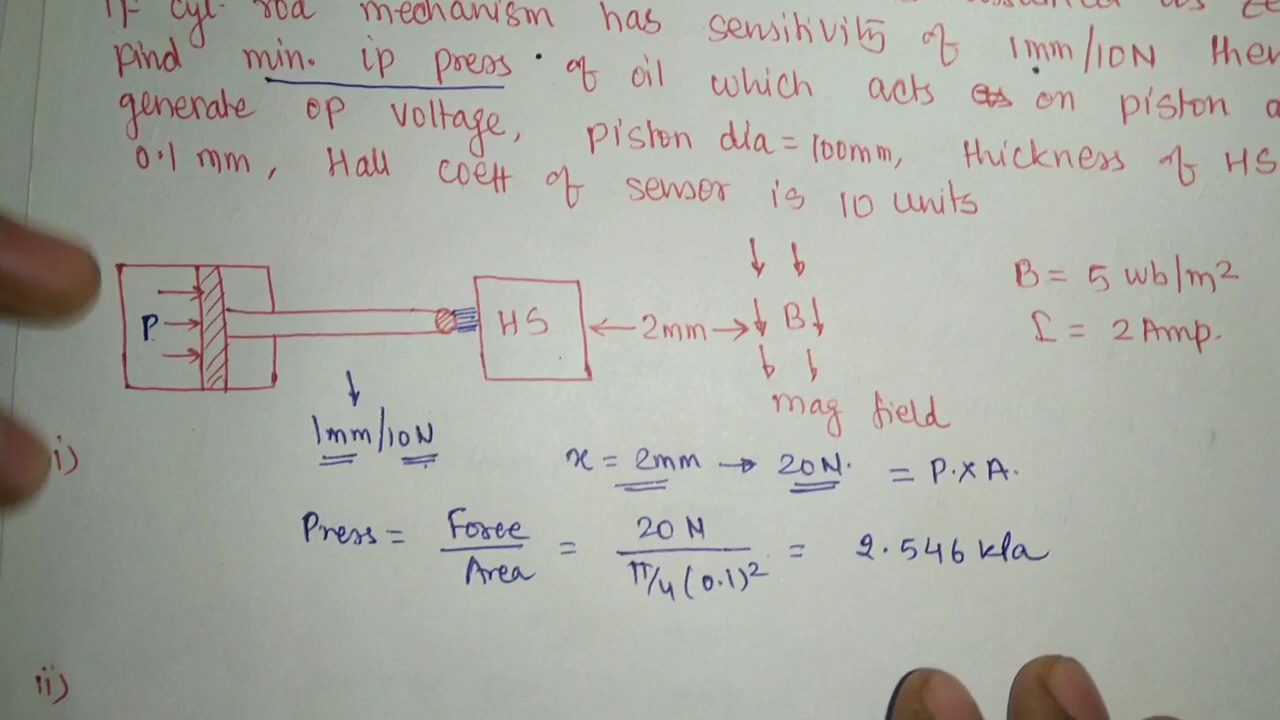 If cyl. rod mechanism has sensitivity of 1mm/10N then
find min. ip press. of oil which acts on piston
generate op voltage, piston dia = 100mm, thickness of HS
0.1 mm, Hall coeff of sensor is 10 units
P
HS
2mm
B
B = 5 wb/m²
I = 2 Amp.
mag field
1mm/10N
i) x = 2mm → 20N. = P. x A.
Press = Force/Area = 20 N/π/4 (0.1)² = 2.546 kPa
ii)